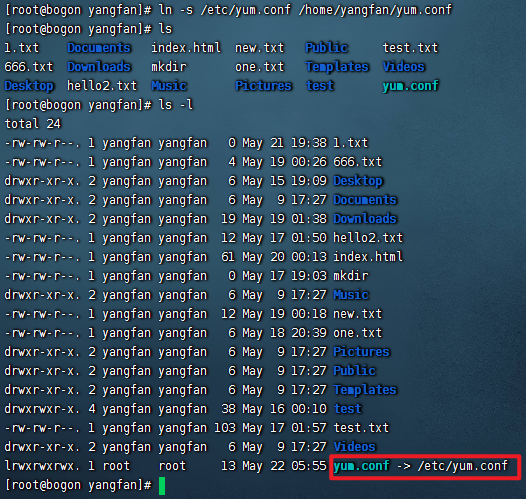 [root@bogon yangfan]# ln -s /etc/yum.conf /home/yangfan/yum.conf
[root@bogon yangfan]# ls
1.txt Documents index.html new.txt Public test.txt
666.txt Downloads mkdir one.txt Templates Videos
Desktop hello2.txt Music Pictures test yum.conf
[root@bogon yangfan]# ls -l
total 24
-rw-rw-r--. 1 yangfan yangfan 0 May 21 19:38 1.txt
-rw-rw-r--. 1 yangfan yangfan 4 May 19 00:26 666.txt
drwxr-xr-x. 2 yangfan yangfan 6 May 15 19:09 Desktop
drwxr-xr-x. 2 yangfan yangfan 6 May 9 17:27 Documents
drwxr-xr-x. 2 yangfan yangfan 19 May 19 01:38 Downloads
-rw-rw-r--. 1 yangfan yangfan 12 May 17 01:50 hello2.txt
-rw-rw-r--. 1 yangfan yangfan 61 May 20 00:13 index.html
-rw-rw-r--. 1 yangfan yangfan 0 May 17 19:03 mkdir
drwxr-xr-x. 2 yangfan yangfan 6 May 9 17:27 Music
-rw-rw-r--. 1 yangfan yangfan 12 May 19 00:18 new.txt
-rw-rw-r--. 1 yangfan yangfan 6 May 18 20:39 one.txt
drwxr-xr-x. 2 yangfan yangfan 6 May 9 17:27 Pictures
drwxr-xr-x. 2 yangfan yangfan 6 May 9 17:27 Public
drwxr-xr-x. 2 yangfan yangfan 6 May 9 17:27 Templates
drwxrwxr-x. 4 yangfan yangfan 38 May 16 00:10 test
-rw-rw-r--. 1 yangfan yangfan 103 May 17 01:57 test.txt
drwxr-xr-x. 2 yangfan yangfan 6 May 9 17:27 Videos
lrwxrwxrwx. 1 root root 13 May 22 05:55 yum.conf -> /etc/yum.conf
[root@bogon yangfan]#